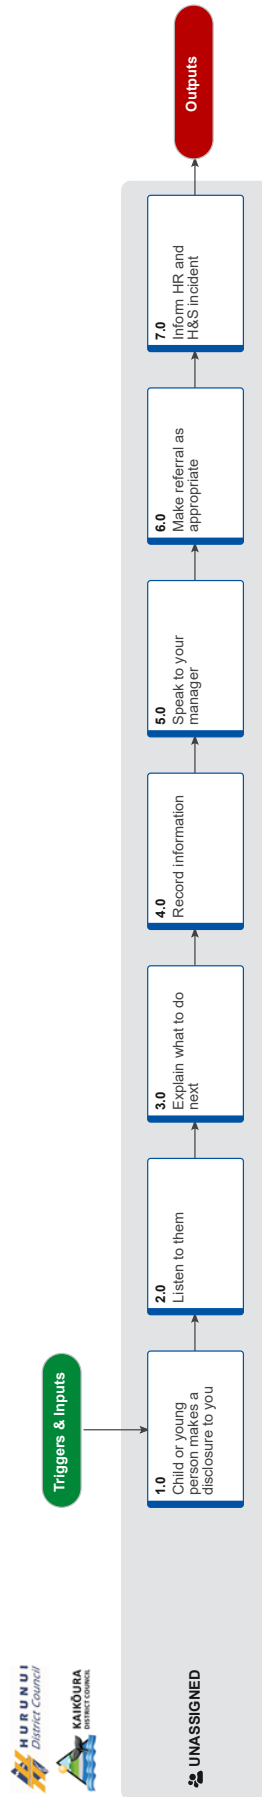 HURUNUI
District Council
KAIKŌURA
DISTRICT COUNCIL
Triggers & Inputs
UNASSIGNED
1.0
Child or young
person makes a
disclosure to you
2.0
Listen to them
3.0
Explain what to do
next
4.0
Record information
5.0
Speak to your
manager
6.0
Make referral as
appropriate
7.0
Inform HR and
H&S incident
Outputs